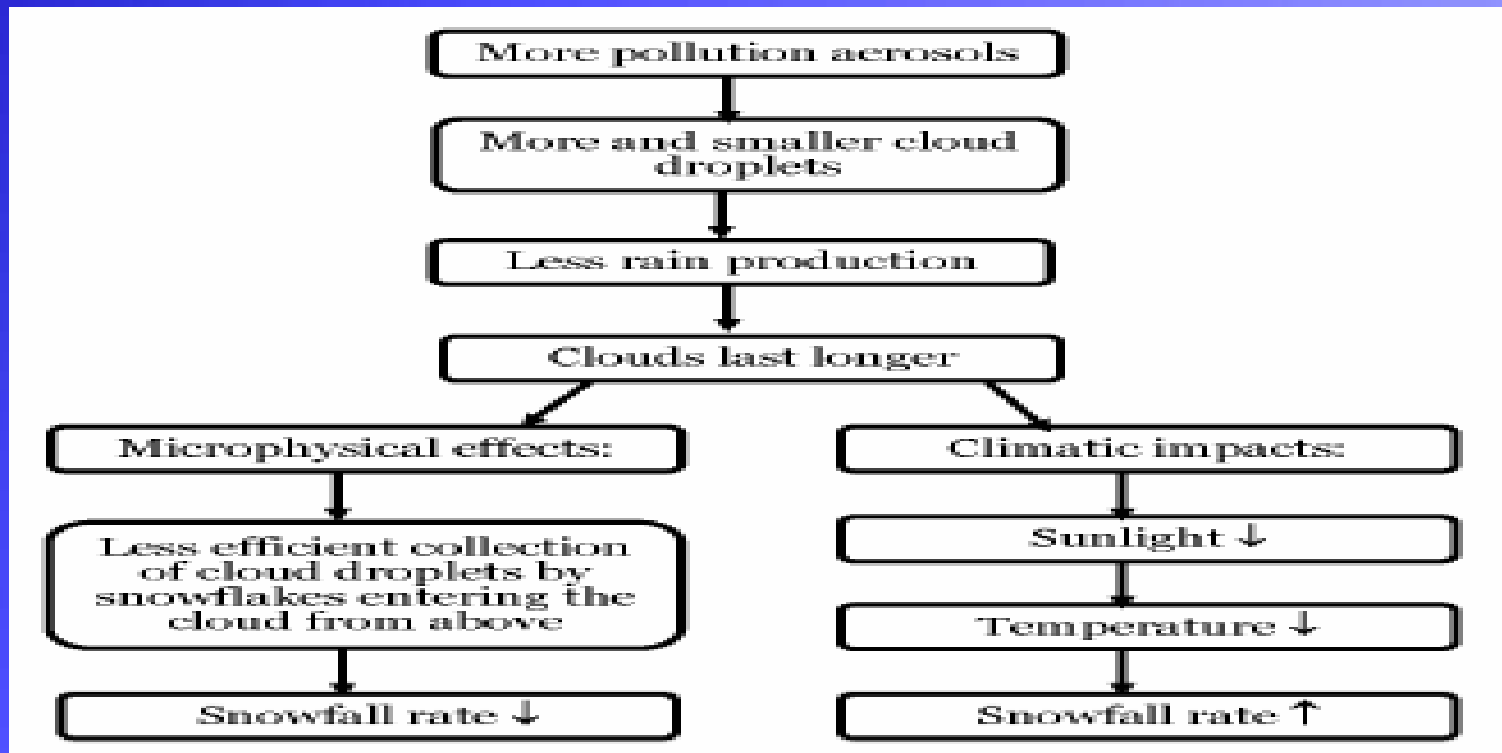 More pollution aerosols
More and smaller cloud
droplets
Less rain production
Clouds last longer
Microphysical effects:
Less efficient collection
of cloud droplets by
snowflakes entering the
cloud from above
Snowfall rate ↓
Climatic impacts:
Sunlight ↓
Temperature ↓
Snowfall rate ↑